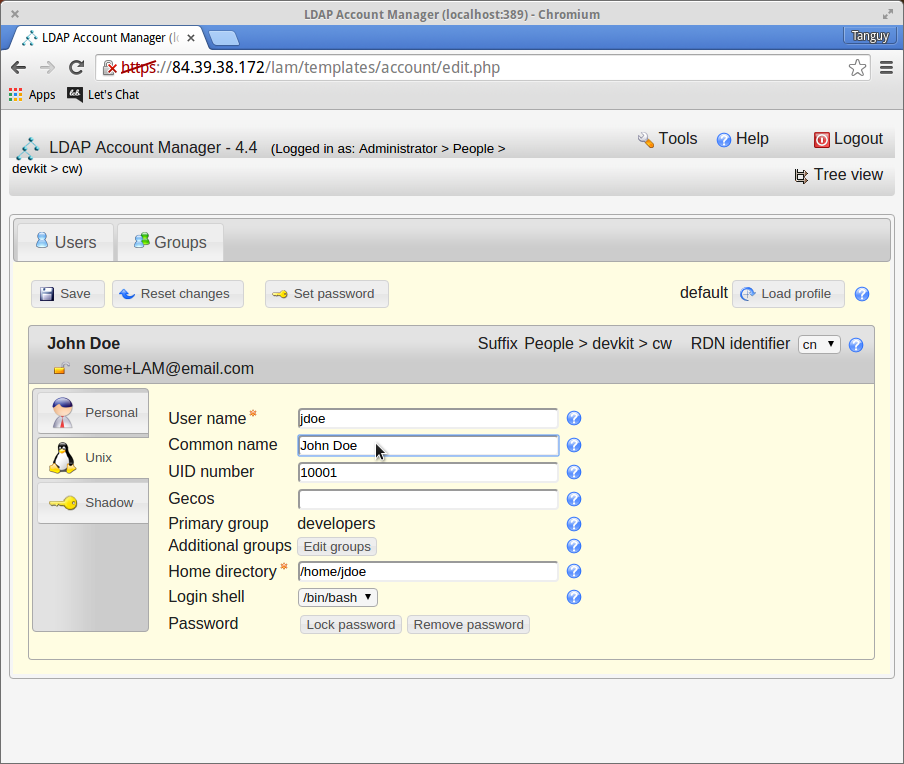 LDAP Account Manager (localhost:389) - Chromium
LDAP Account Manager (
Tanguy
https://84.39.38.172/lam/templates/account/edit.php
Apps Let's Chat
LDAP Account Manager - 4.4 (Logged in as: Administrator > People >
devkit > cw)
Tools Help Logout
Tree view
Users Groups
Save Reset changes Set password default Load profile
John Doe Suffix People > devkit > cw RDN identifier cn
some+LAM@email.com
Personal
Unix
Shadow
User name * jdoe
Common name John Doe
UID number 10001
Gecos
Primary group developers
Additional groups Edit groups
Home directory * /home/jdoe
Login shell /bin/bash
Password Lock password Remove password